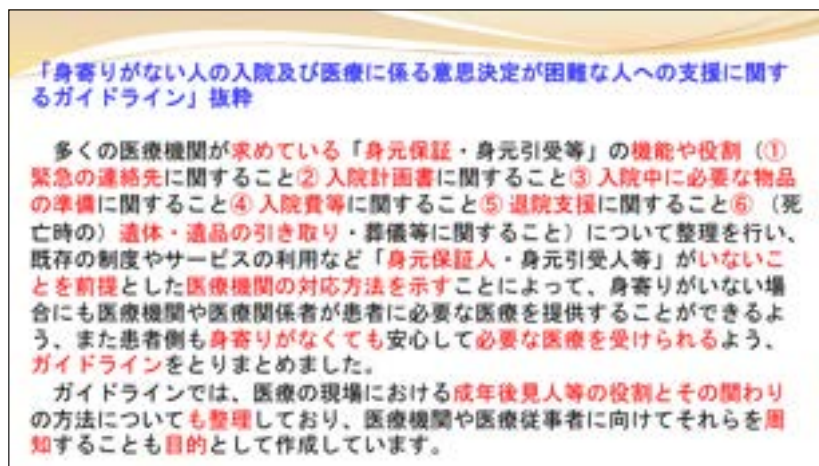 「身寄りがない人の入院及び医療に係る意思決定が困難な人への支援に関す
るガイドライン」抜粋
多くの医療機関が求めている「身元保証・身元引受等」の機能や役割（①
緊急の連絡先に関すること②入院計画書に関すること③入院中に必要な物品
の準備に関すること④入院費等に関すること⑤退院支援に関すること⑥（死
亡時の）遺体・遺品の引き取り・葬儀等に関すること）について整理を行い、
既存の制度やサービスの利用など「身元保証人・身元引受人等」がいないこ
とを前提とした医療機関の対応方法を示すことによって、身寄りがいない場
合にも医療機関や医療関係者が患者に必要な医療を提供することができるよ
う、また患者側も身寄りがなくても安心して必要な医療を受けられるよう、
ガイドラインをとりまとめました。
ガイドラインでは、医療の現場における成年後見人等の役割とその関わり
の方法についても整理しており、医療機関や医療従事者に向けてそれらを周
知することも目的として作成しています。